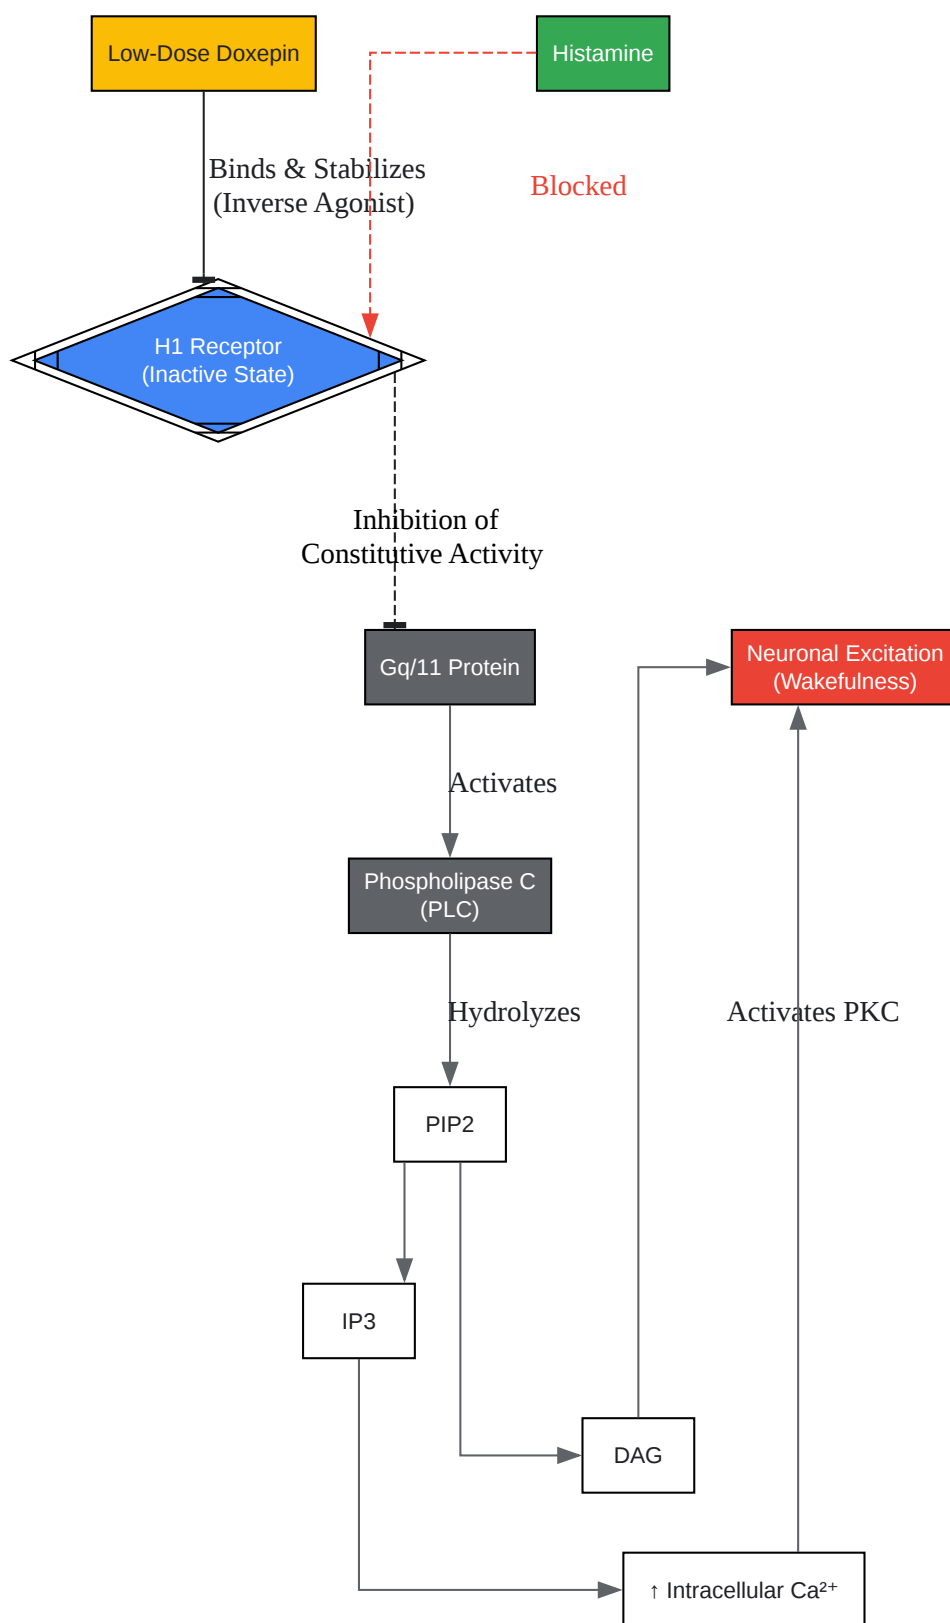 Low-Dose Doxepin
Histamine
Binds & Stabilizes
(Inverse Agonist)
Blocked
H1 Receptor
(Inactive State)
Inhibition of
Constitutive Activity
Gq/11 Protein
Neuronal Excitation
(Wakefulness)
Activates
Phospholipase C
(PLC)
Hydrolyzes
Activates PKC
PIP2
IP3
DAG
↑ Intracellular Ca²⁺